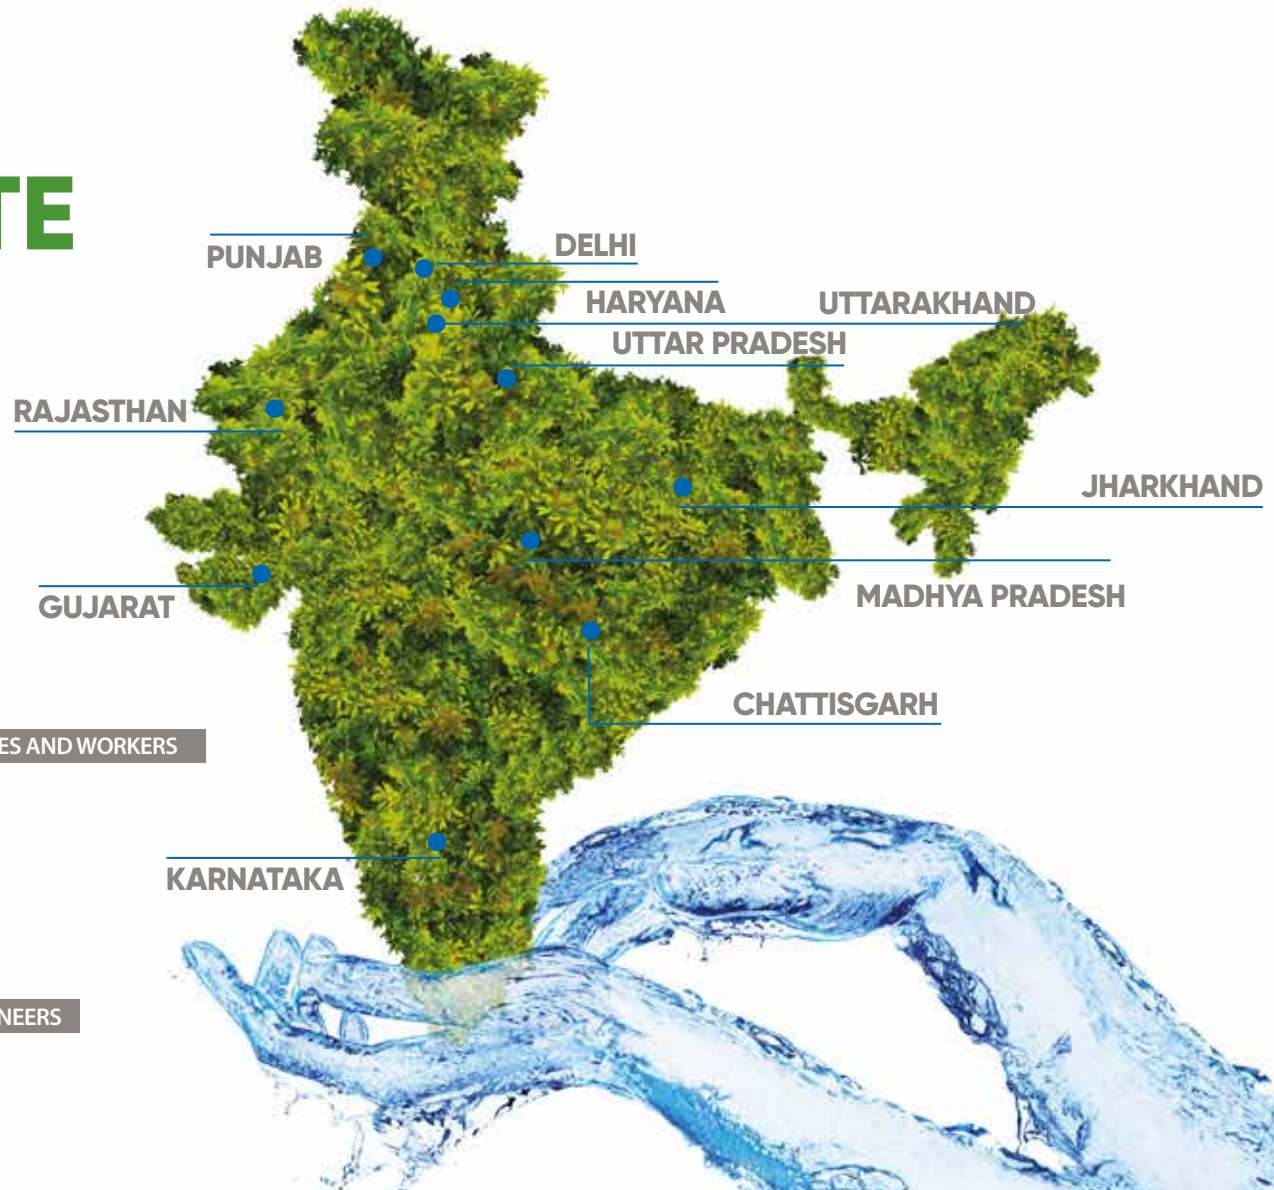 TE
PUNJAB
DELHI
HARYANA
UTTARAKHAND
UTTAR PRADESH
RAJASTHAN
JHARKHAND
MADHYA PRADESH
GUJARAT
CHATTISGARH
ES AND WORKERS
KARNATAKA
NEERS